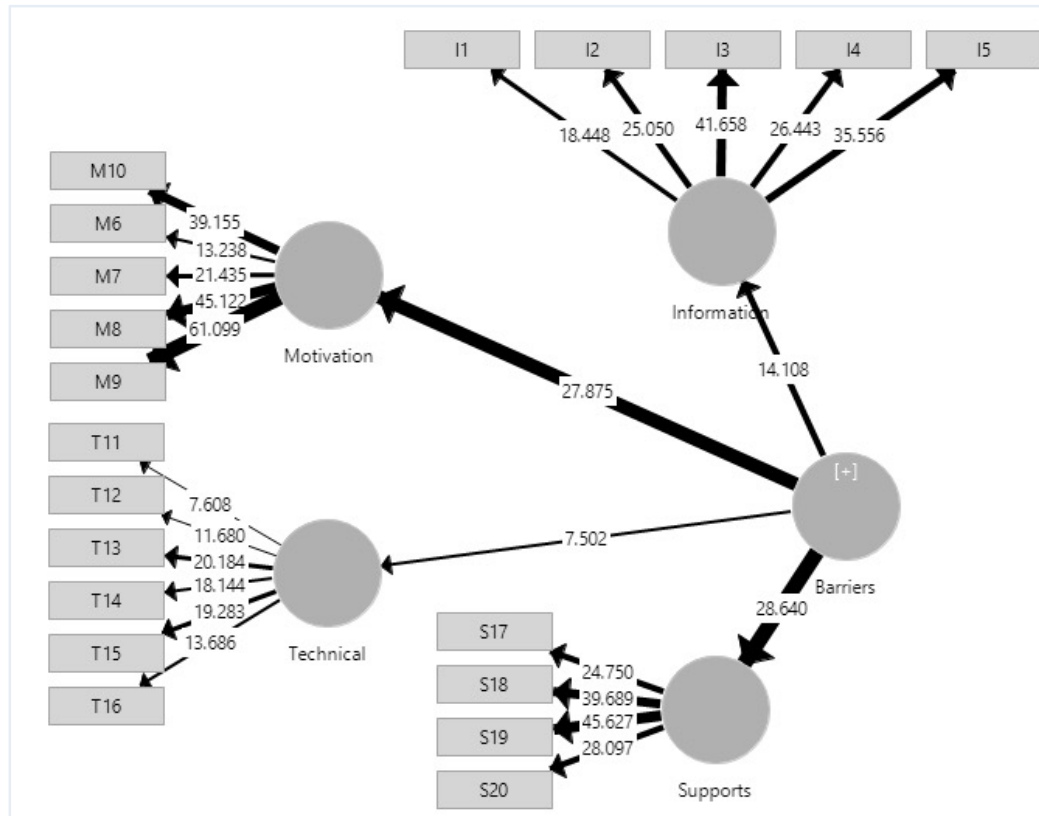 I1
I2
I3
I4
I5
18.448
25.050
41.658
26.443
35.556
Information
M10
M6
M7
M8
M9
39.155
13.238
21.435
45.122
61.099
Motivation
27.875
14.108
[+]
Barriers
T11
T12
T13
T14
T15
T16
7.608
11.680
20.184
18.144
19.283
13.686
Technical
7.502
28.640
S17
S18
S19
S20
24.750
39.689
45.627
28.097
Supports